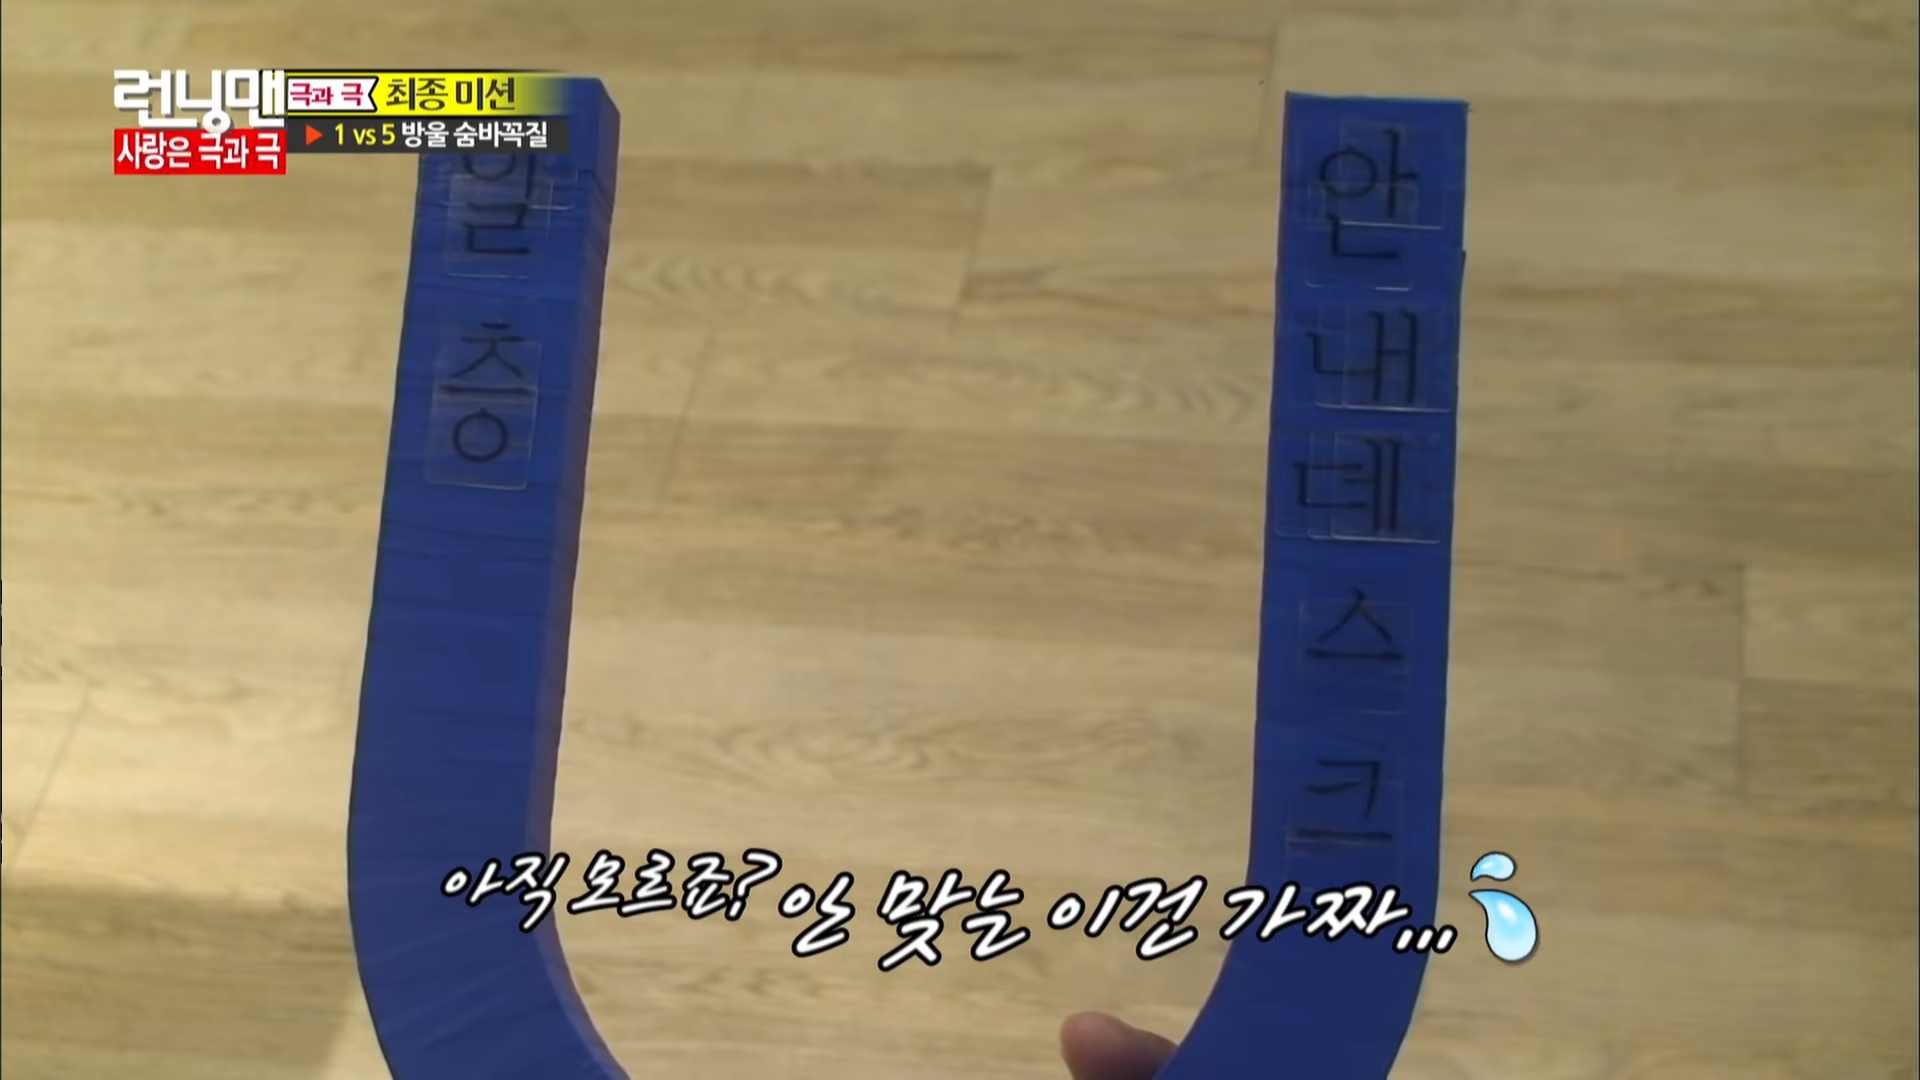 런닝맨 극과 극 최종 미션
사랑은 극과 극 ▶ 1 vs 5 방울 숨바꼭질
일층
안내데스크
아직 모르죠? 안 맞는 이건 가짜...